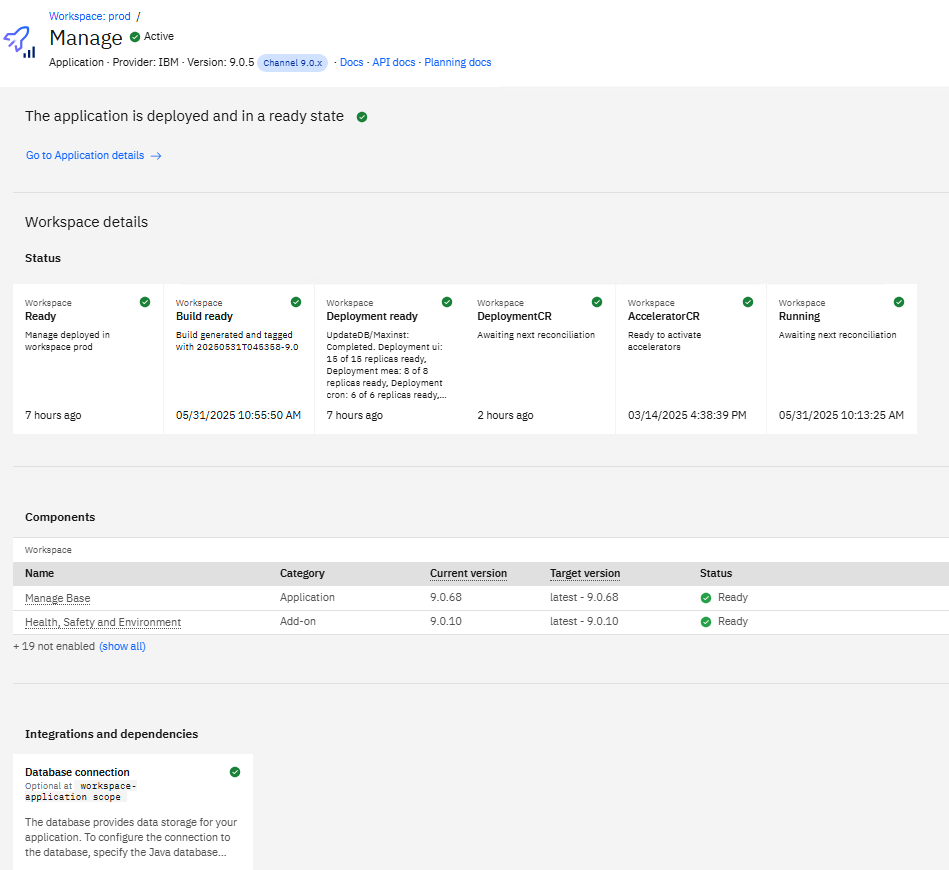 Workspace: prod /
Manage Active
Application · Provider: IBM · Version: 9.0.5 Channel 9.0.x · Docs · API docs · Planning docs
The application is deployed and in a ready state
Go to Application details →
Workspace details
Status
Workspace
Ready
Manage deployed in
workspace prod
7 hours ago
Workspace
Build ready
Build generated and tagged
with 20250531T045358-9.0
05/31/2025 10:55:50 AM
Workspace
Deployment ready
UpdateDB/Maxinst:
Completed. Deployment ui:
15 of 15 replicas ready,
Deployment mea: 8 of 8
replicas ready, Deployment
cron: 6 of 6 replicas ready,...
7 hours ago
Workspace
DeploymentCR
Awaiting next reconciliation
2 hours ago
Workspace
AcceleratorCR
Ready to activate
accelerators
03/14/2025 4:38:39 PM
Workspace
Running
Awaiting next reconciliation
05/31/2025 10:13:25 AM
Components
Workspace
Name Category Current version Target version Status
Manage Base Application 9.0.68 latest - 9.0.68 Ready
Health, Safety and Environment Add-on 9.0.10 latest - 9.0.10 Ready
+ 19 not enabled (show all)
Integrations and dependencies
Database connection
Optional at workspace-
application scope
The database provides data storage for your
application. To configure the connection to
the database, specify the Java database...